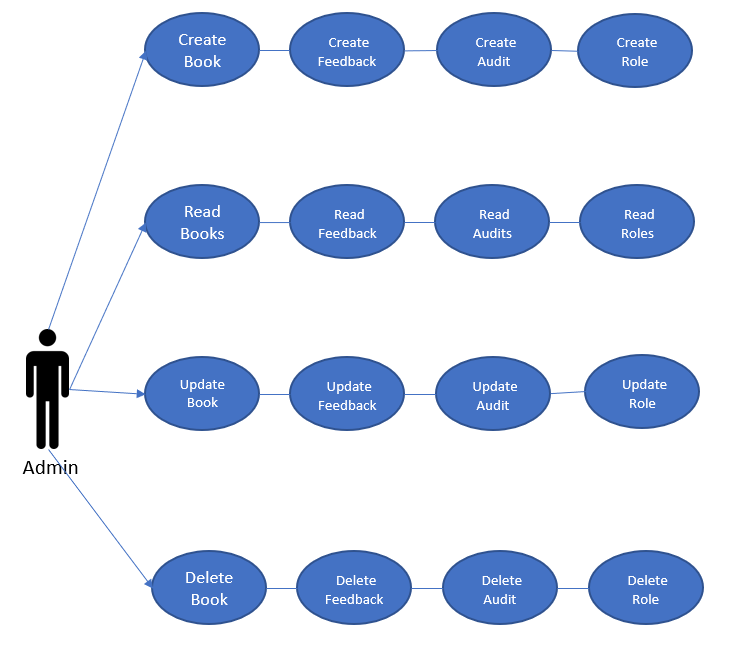 Create
Book
Create
Feedback
Create
Audit
Create
Role
Read
Books
Read
Feedback
Read
Audits
Read
Roles
Update
Book
Update
Feedback
Update
Audit
Update
Role
Admin
Delete
Book
Delete
Feedback
Delete
Audit
Delete
Role